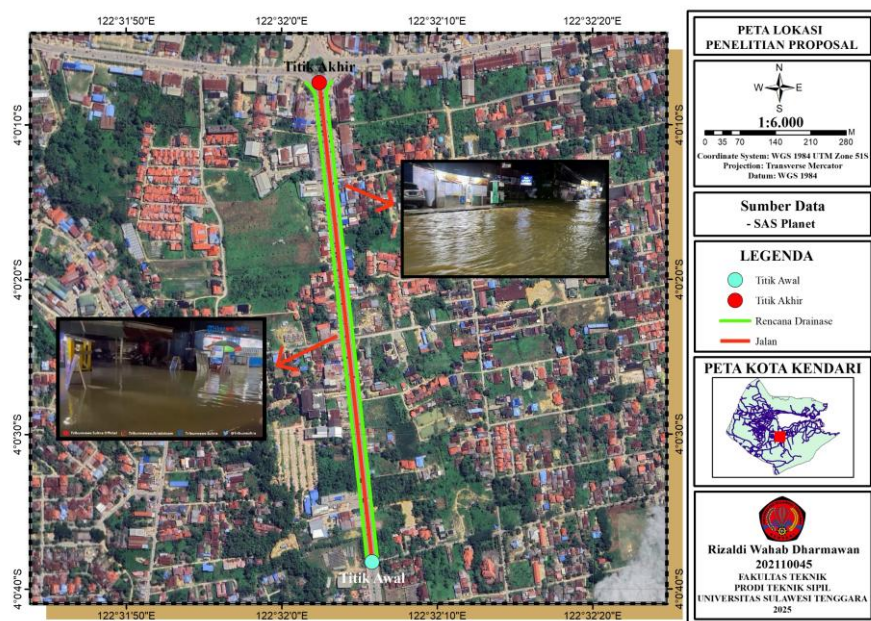 122°31'50"E 122°32'0"E 122°32'10"E 122°32'20"E
4°0'10"S
4°0'20"S
4°0'30"S
4°0'40"S
Titik Akhir
Titik Awal
4°0'10"S
4°0'20"S
4°0'30"S
4°0'40"S
122°31'50"E 122°32'0"E 122°32'10"E 122°32'20"E
PETA LOKASI
PENELITIAN PROPOSAL
N
W E
S
1:6.000
0 35 70 140 210 280
M
Coordinate System: WGS 1984 UTM Zone 51S
Projection: Transverse Mercator
Datum: WGS 1984
Sumber Data
- SAS Planet
LEGENDA
Titik Awal
Titik Akhir
Rencana Drainase
Jalan
PETA KOTA KENDARI
Rizaldi Wahab Dharmawan
202110045
FAKULTAS TEKNIK
PRODI TEKNIK SIPIL
UNIVERSITAS SULAWESI TENGGARA
2025